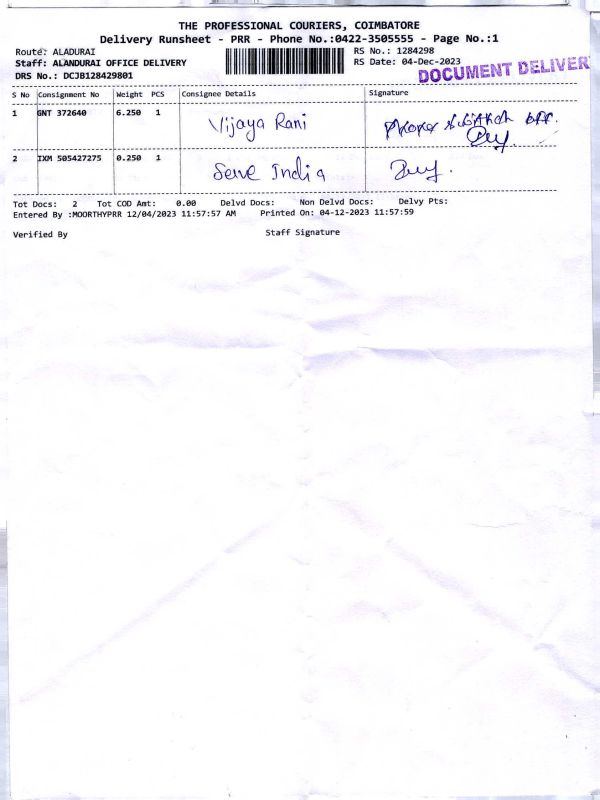 THE PROFESSIONAL COURIERS, COIMBATORE
Delivery Runsheet - PRR - Phone No.:0422-3505555 - Page No.:1
Route: ALADURAI
RS No.: 1284298
Staff: ALANDURAI OFFICE DELIVERY
RS Date: 04-Dec-2023
DRS No.: DCJB128429801
DOCUMENT DELIVER
S No Consignment No Weight PCS Consignee Details Signature
1 GNT 372640 6.250 1 Vijaya Rani
2 IXM 505427275 0.250 1 Serve India
Tot Docs: 2 Tot COD Amt: 0.00 Delvd Docs: Non Delvd Docs: Delvy Pts:
Entered By :MOORTHYPRR 12/04/2023 11:57:57 AM Printed On: 04-12-2023 11:57:59
Verified By Staff Signature